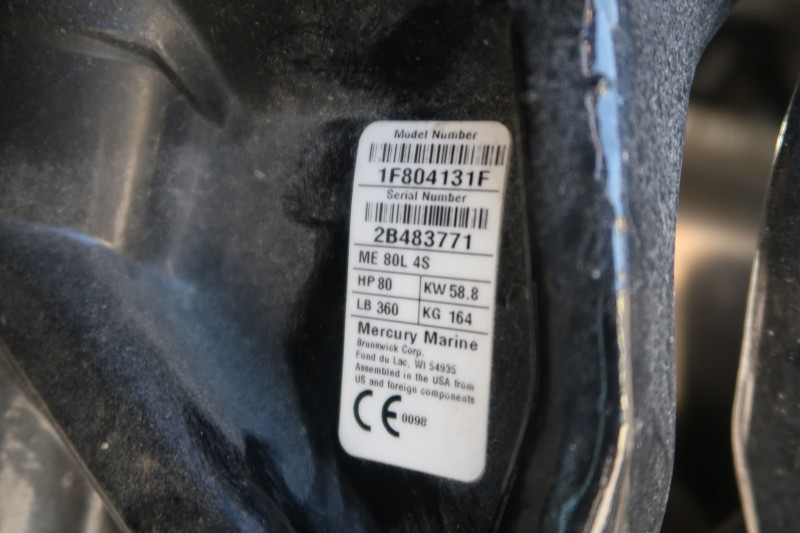 Model Number
1F804131F
Serial Number
2B483771
ME 80L 4S
HP 80 KW 58.8
LB 360 KG 164
Mercury Marine
Brunswick Corp.
Fond du Lac, WI 54935
Assembled in the USA from
US and foreign components
CE 0098